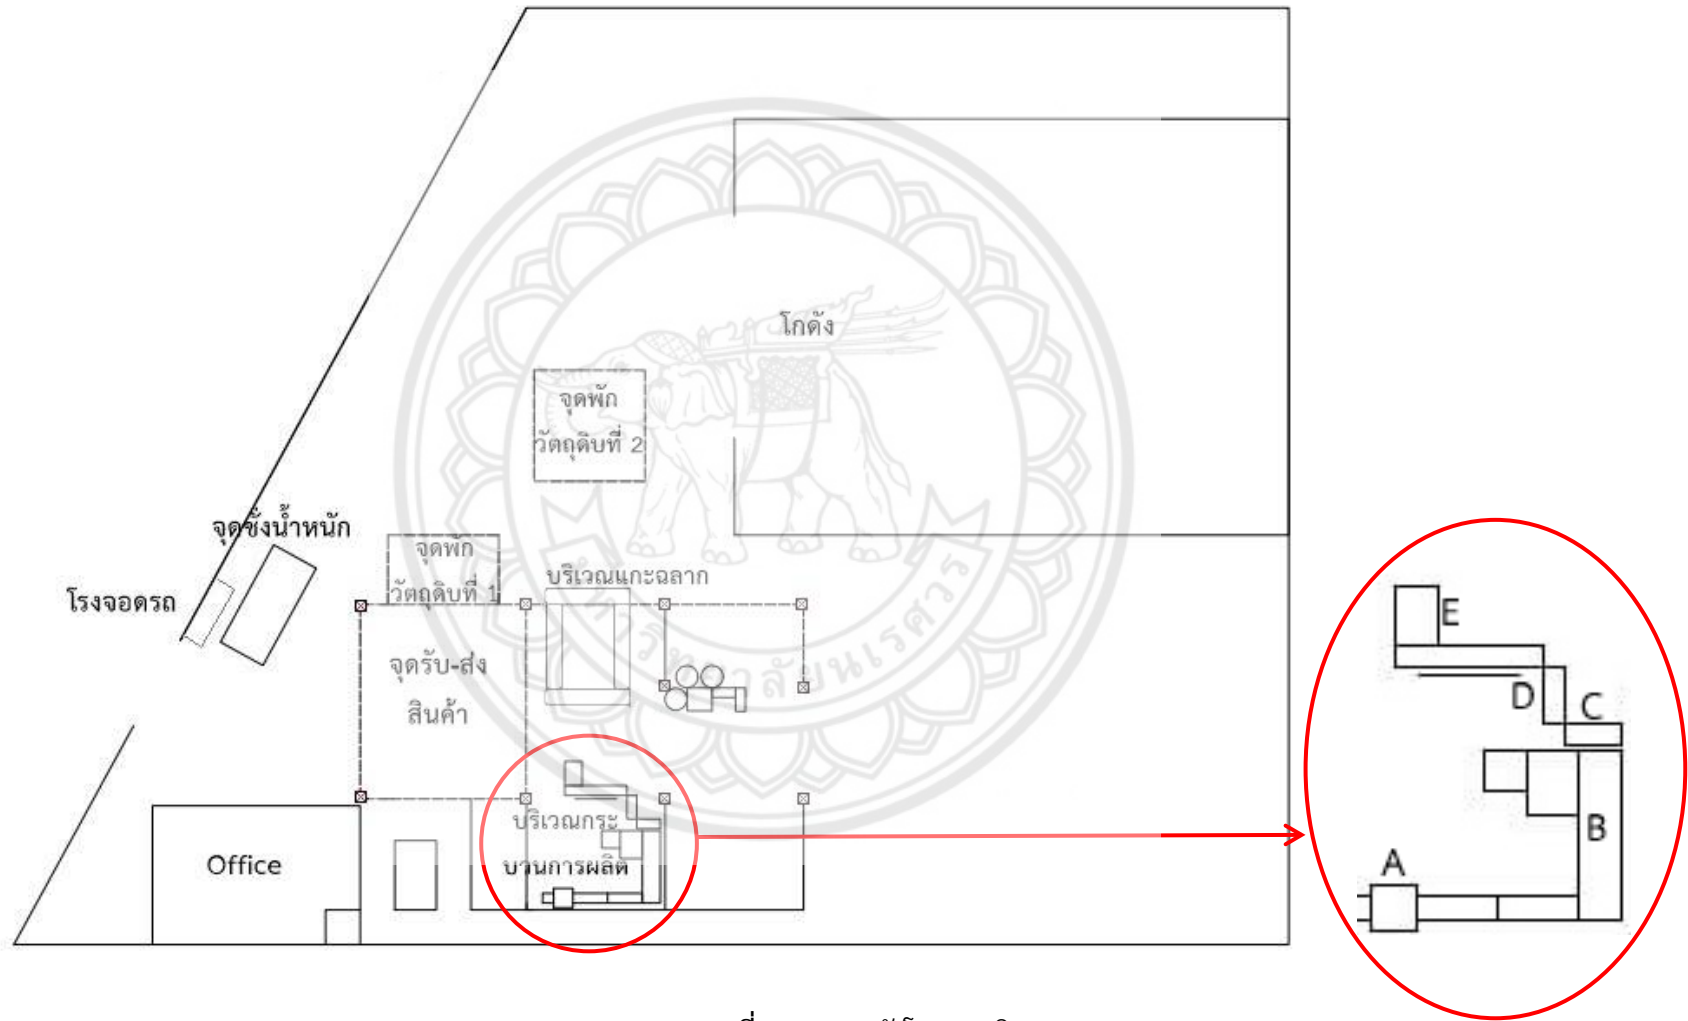 โกดัง
จุดพัก
วัตถุดิบที่ 2
จุดชั่งน้ำหนัก
จุดพัก
วัตถุดิบที่ 1
บริเวณแกะฉลาก
โรงจอดรถ
จุดรับ-ส่ง
สินค้า
บริเวณกระ
บวนการผลิต
Office
E
D
C
B
A